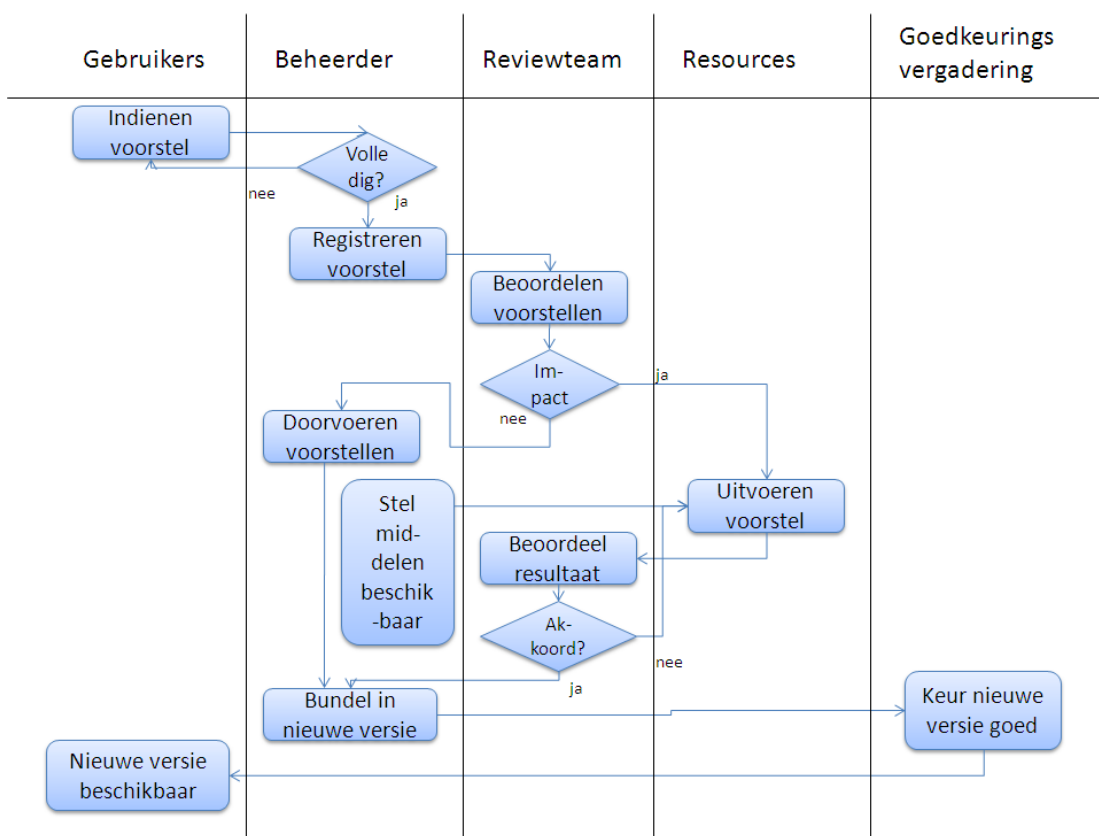 Gebruikers
Beheerder
Reviewteam
Resources
Goedkeurings
vergadering
Indienen
voorstel
Volle
dig?
nee
ja
Registreren
voorstel
Beoordelen
voorstellen
Im-
pact
ja
nee
Doorvoeren
voorstellen
Stel
mid-
delen
beschik
-baar
Uitvoeren
voorstel
Beoordeel
resultaat
Ak-
koord?
nee
ja
Bundel in
nieuwe versie
Keur nieuwe
versie goed
Nieuwe versie
beschikbaar